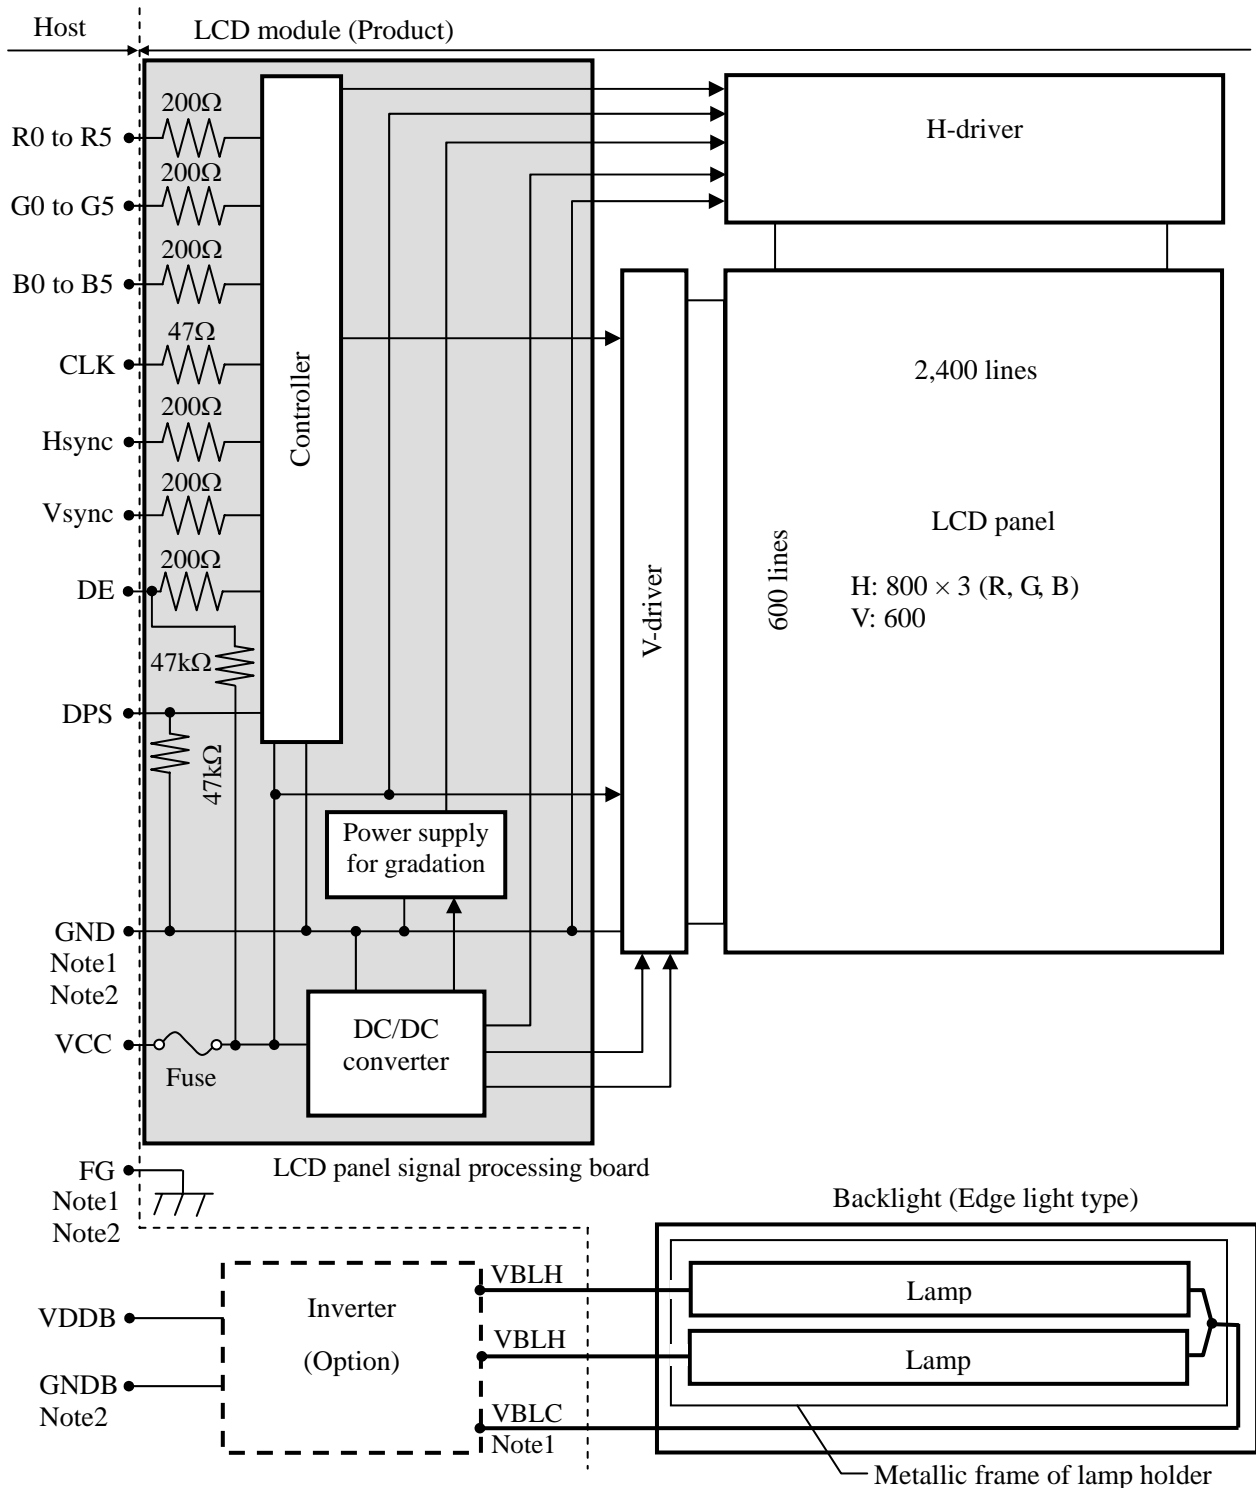 Host
LCD module (Product)
200Ω
R0 to R5
200Ω
G0 to G5
200Ω
B0 to B5
47Ω
CLK
200Ω
Hsync
200Ω
Vsync
200Ω
DE
47kΩ
DPS
47kΩ
Controller
H-driver
V-driver
2,400 lines
600 lines
LCD panel
H: 800 × 3 (R, G, B)
V: 600
Power supply
for gradation
GND
Note1
Note2
VCC
Fuse
DC/DC
converter
FG
Note1
Note2
LCD panel signal processing board
Backlight (Edge light type)
VDDB
GNDB
Note2
Inverter
(Option)
VBLH
Lamp
VBLH
Lamp
VBLC
Note1
Metallic frame of lamp holder